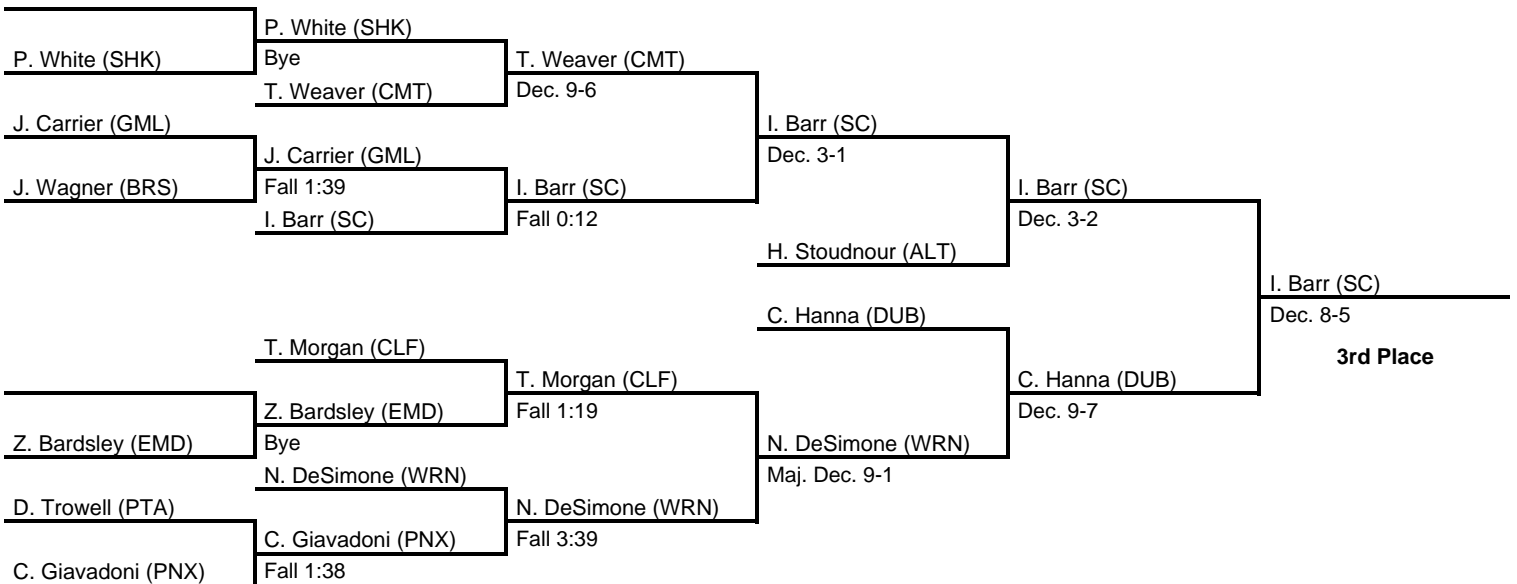 P. White (SHK)
P. White (SHK)
Bye
T. Weaver (CMT)
T. Weaver (CMT)
Dec. 9-6
J. Carrier (GML)
I. Barr (SC)
J. Carrier (GML)
Dec. 3-1
J. Wagner (BRS)
Fall 1:39
I. Barr (SC)
I. Barr (SC)
I. Barr (SC)
Fall 0:12
Dec. 3-2
H. Stoudnour (ALT)
I. Barr (SC)
C. Hanna (DUB)
Dec. 8-5
T. Morgan (CLF)
3rd Place
T. Morgan (CLF)
C. Hanna (DUB)
Z. Bardsley (EMD)
Fall 1:19
Dec. 9-7
Z. Bardsley (EMD)
Bye
N. DeSimone (WRN)
N. DeSimone (WRN)
Maj. Dec. 9-1
D. Trowell (PTA)
N. DeSimone (WRN)
C. Giavadoni (PNX)
Fall 3:39
C. Giavadoni (PNX)
Fall 1:38